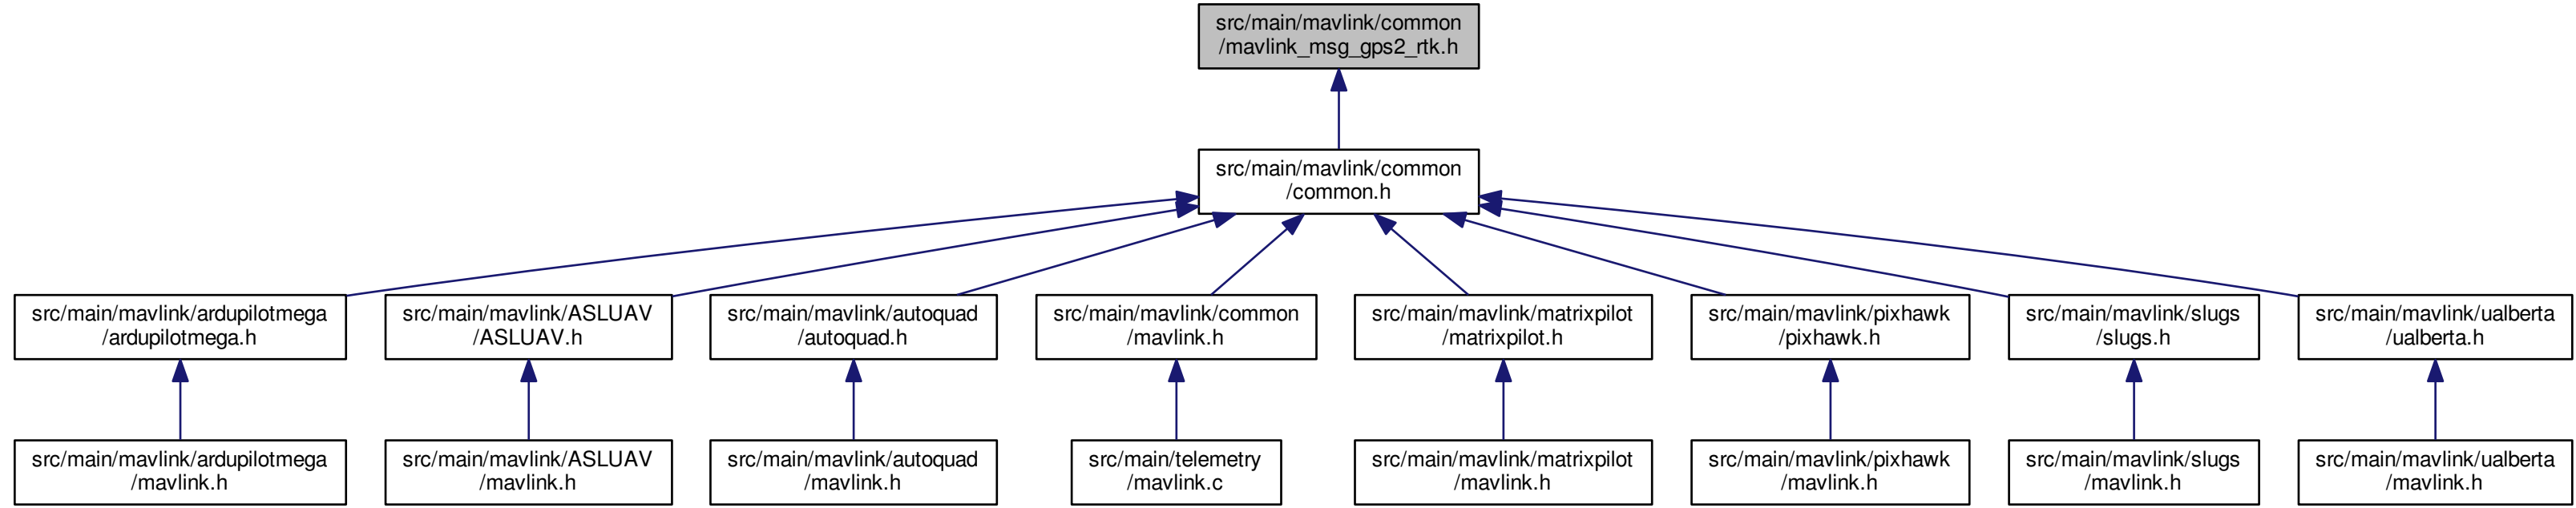 src/main/mavlink/common
/mavlink_msg_gps2_rtk.h
src/main/mavlink/common
/common.h
src/main/mavlink/ardupilotmega
/ardupilotmega.h
src/main/mavlink/ASLUAV
/ASLUAV.h
src/main/mavlink/autoquad
/autoquad.h
src/main/mavlink/common
/mavlink.h
src/main/mavlink/matrixpilot
/matrixpilot.h
src/main/mavlink/pixhawk
/pixhawk.h
src/main/mavlink/slugs
/slugs.h
src/main/mavlink/ualberta
/ualberta.h
src/main/mavlink/ardupilotmega
/mavlink.h
src/main/mavlink/ASLUAV
/mavlink.h
src/main/mavlink/autoquad
/mavlink.h
src/main/telemetry
/mavlink.c
src/main/mavlink/matrixpilot
/mavlink.h
src/main/mavlink/pixhawk
/mavlink.h
src/main/mavlink/slugs
/mavlink.h
src/main/mavlink/ualberta
/mavlink.h